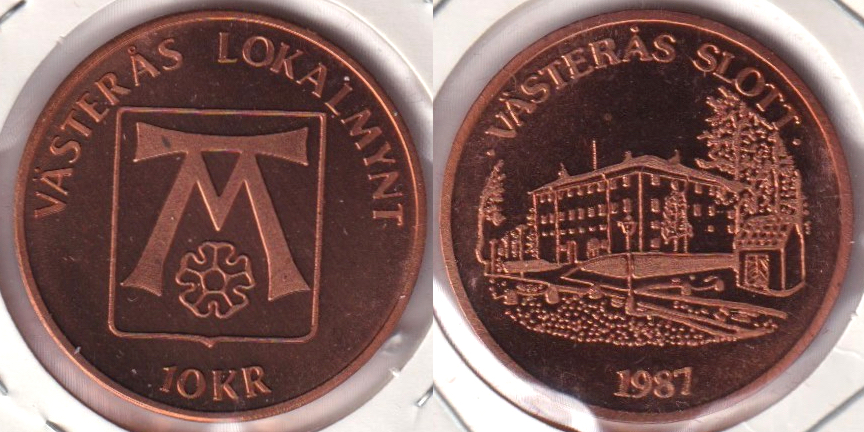 VÄSTERÅS LOKALMYNT
10KR
· VÄSTERÅS SLOTT ·
1987